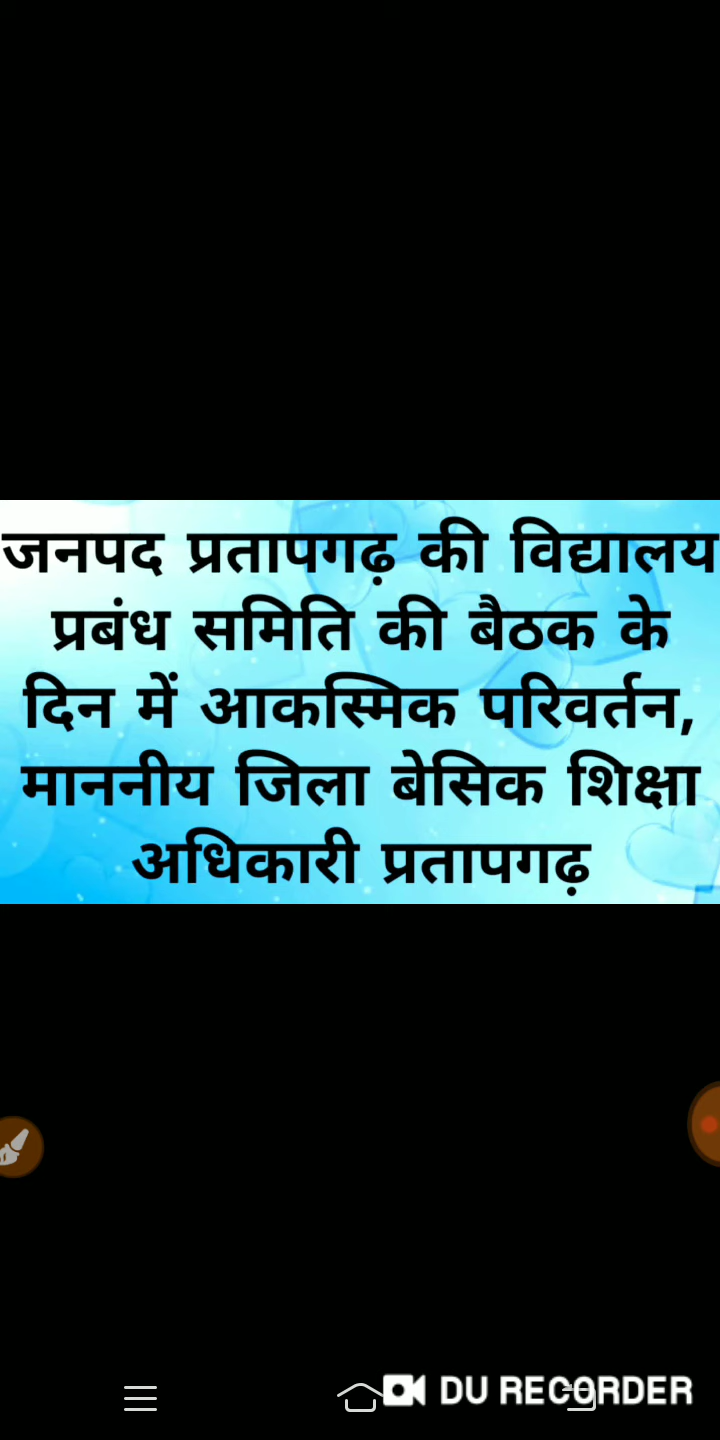 जनपद प्रतापगढ़ की विद्यालय
प्रबंध समिति की बैठक के
दिन में आकस्मिक परिवर्तन,
माननीय जिला बेसिक शिक्षा
अधिकारी प्रतापगढ़
DU RECORDER